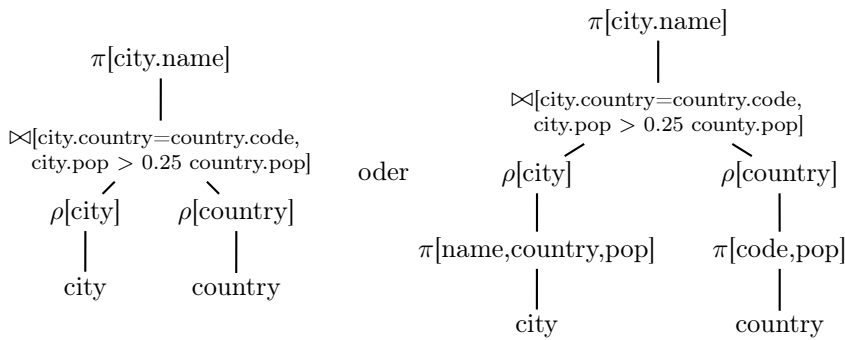 π[city.name]
⋈[city.country=country.code,
city.pop > 0.25 country.pop]
ρ[city] ρ[country]
city country
oder
π[city.name]
⋈[city.country=country.code,
city.pop > 0.25 county.pop]
ρ[city] ρ[country]
π[name,country,pop] π[code,pop]
city country